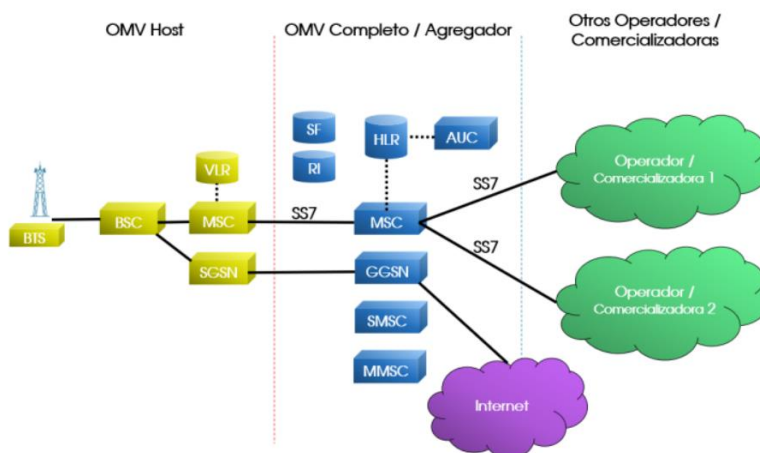 OMV Host
OMV Completo / Agregador
Otros Operadores /
Comercializadoras
SF
HLR
AUC
RI
VLR
Operador /
Comercializadora 1
SS7
BTS
BSC
MSC
SS7
MSC
SS7
SGSN
GGSN
Operador /
Comercializadora 2
SMSC
MMSC
Internet